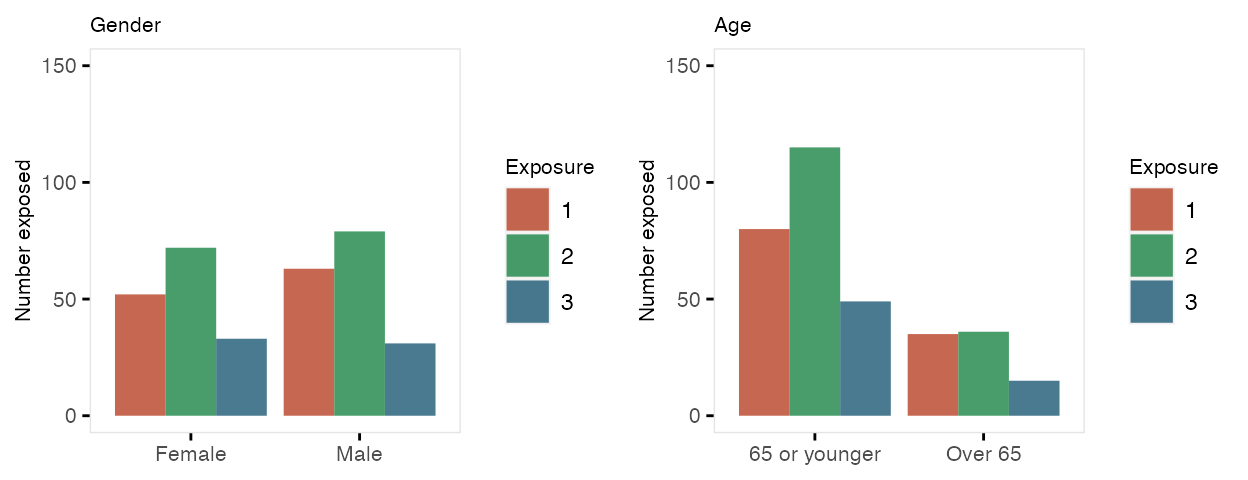 Gender
150
100
50
0
Number exposed
Female Male
Exposure
1
2
3
Age
150
100
50
0
Number exposed
65 or younger Over 65
Exposure
1
2
3